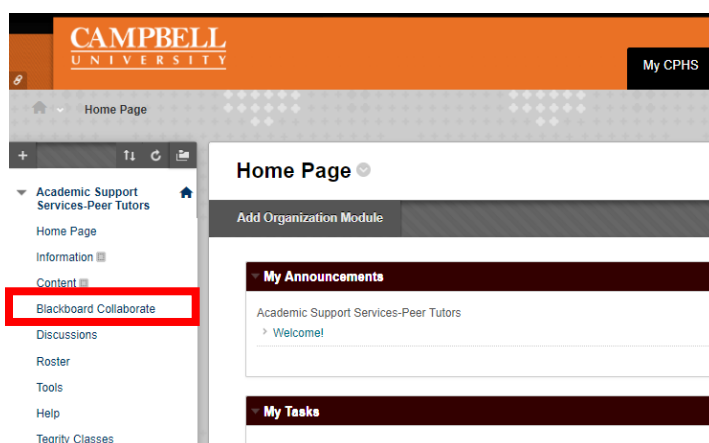 CAMPBELL
UNIVERSITY
My CPHS
Home Page
Home Page
Academic Support
Services-Peer Tutors
Add Organization Module
Home Page
Information
My Announcements
Content
Blackboard Collaborate
Academic Support Services-Peer Tutors
Welcome!
Discussions
Roster
Tools
My Tasks
Help
Tegrity Classes